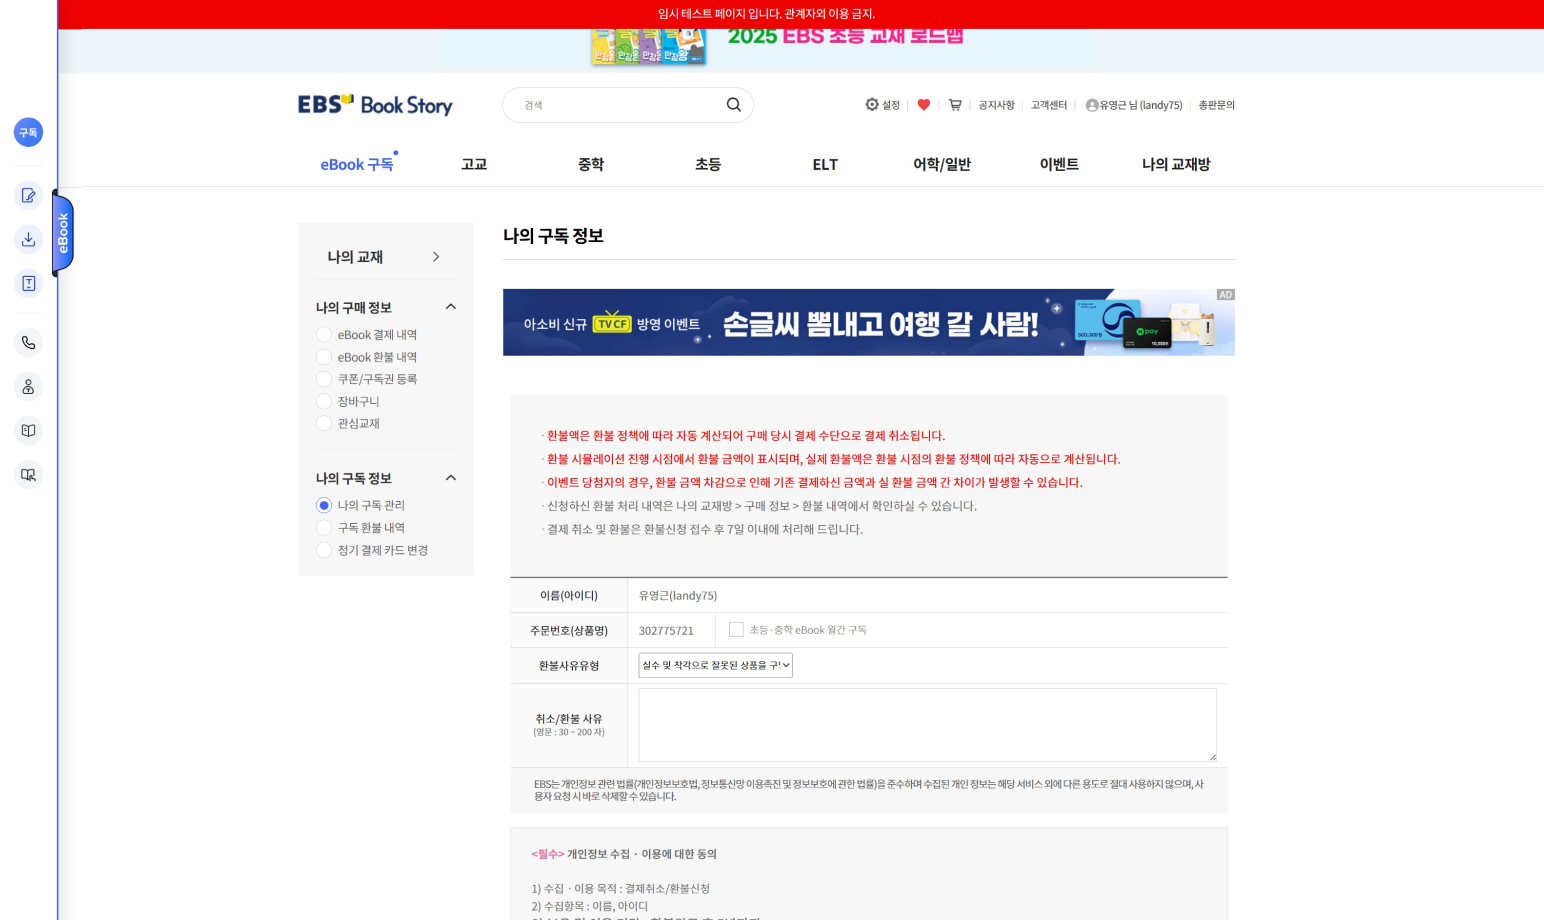 임시 테스트 페이지 입니다. 관계자외 이용 금지.
2025 EBS 초등 교재 로드맵
EBS Book Story
검색
설정
공지사항
고객센터
유영근 님 (landy75)
총판문의
구독
eBook
eBook 구독
고교
중학
초등
ELT
어학/일반
이벤트
나의 교재방
나의 교재
나의 구매 정보
eBook 결제 내역
eBook 환불 내역
쿠폰/구독권 등록
장바구니
관심교재
나의 구독 정보
나의 구독 관리
구독 환불 내역
정기 결제 카드 변경
나의 구독 정보
아소비 신규 TV CF 방영 이벤트 손글씨 뽐내고 여행 갈 사람!
AD
500,000원
pay
10,000원
· 환불액은 환불 정책에 따라 자동 계산되어 구매 당시 결제 수단으로 결제 취소됩니다.
· 환불 시뮬레이션 진행 시점에서 환불 금액이 표시되며, 실제 환불액은 환불 시점의 환불 정책에 따라 자동으로 계산됩니다.
· 이벤트 당첨자의 경우, 환불 금액 차감으로 인해 기존 결제하신 금액과 실 환불 금액 간 차이가 발생할 수 있습니다.
· 신청하신 환불 처리 내역은 나의 교재방 > 구매 정보 > 환불 내역에서 확인하실 수 있습니다.
· 결제 취소 및 환불은 환불신청 접수 후 7일 이내에 처리해 드립니다.
이름(아이디)
유영근(landy75)
주문번호(상품명)
302775721
초등·중학 eBook 월간 구독
환불사유유형
실수 및 착각으로 잘못된 상품을 구
취소/환불 사유
(영문 : 30 ~ 200 자)
EBS는 개인정보 관련 법률(개인정보보호법, 정보통신망 이용촉진 및 정보보호에 관한 법률)을 준수하며 수집된 개인 정보는 해당 서비스 외에 다른 용도로 절대 사용하지 않으며, 사
용자 요청 시 바로 삭제할 수 있습니다.
<필수> 개인정보 수집 · 이용에 대한 동의
1) 수집 · 이용 목적 : 결제취소/환불신청
2) 수집항목 : 이름, 아이디